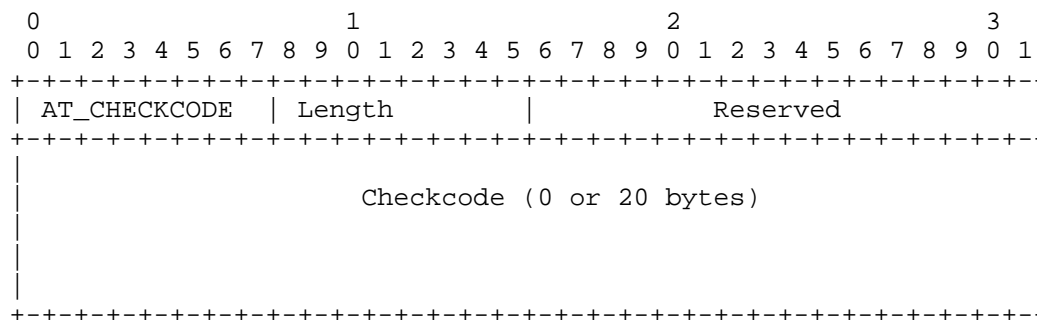 0                   1                   2                   3
 0 1 2 3 4 5 6 7 8 9 0 1 2 3 4 5 6 7 8 9 0 1 2 3 4 5 6 7 8 9 0 1
+-+-+-+-+-+-+-+-+-+-+-+-+-+-+-+-+-+-+-+-+-+-+-+-+-+-+-+-+-+-+-+-
| AT_CHECKCODE  | Length        |           Reserved
+-+-+-+-+-+-+-+-+-+-+-+-+-+-+-+-+-+-+-+-+-+-+-+-+-+-+-+-+-+-+-+-
|
|                     Checkcode (0 or 20 bytes)
|
|
|
+-+-+-+-+-+-+-+-+-+-+-+-+-+-+-+-+-+-+-+-+-+-+-+-+-+-+-+-+-+-+-+-